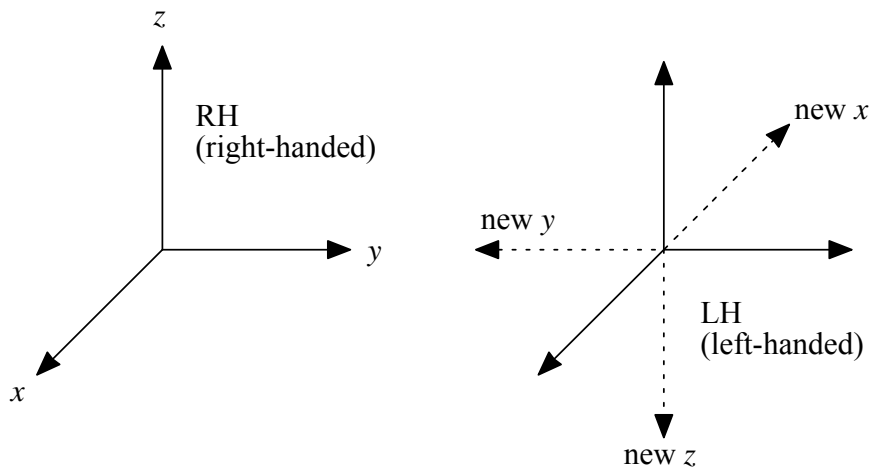 z
RH
(right-handed)
y
x
new x
new y
LH
(left-handed)
new z